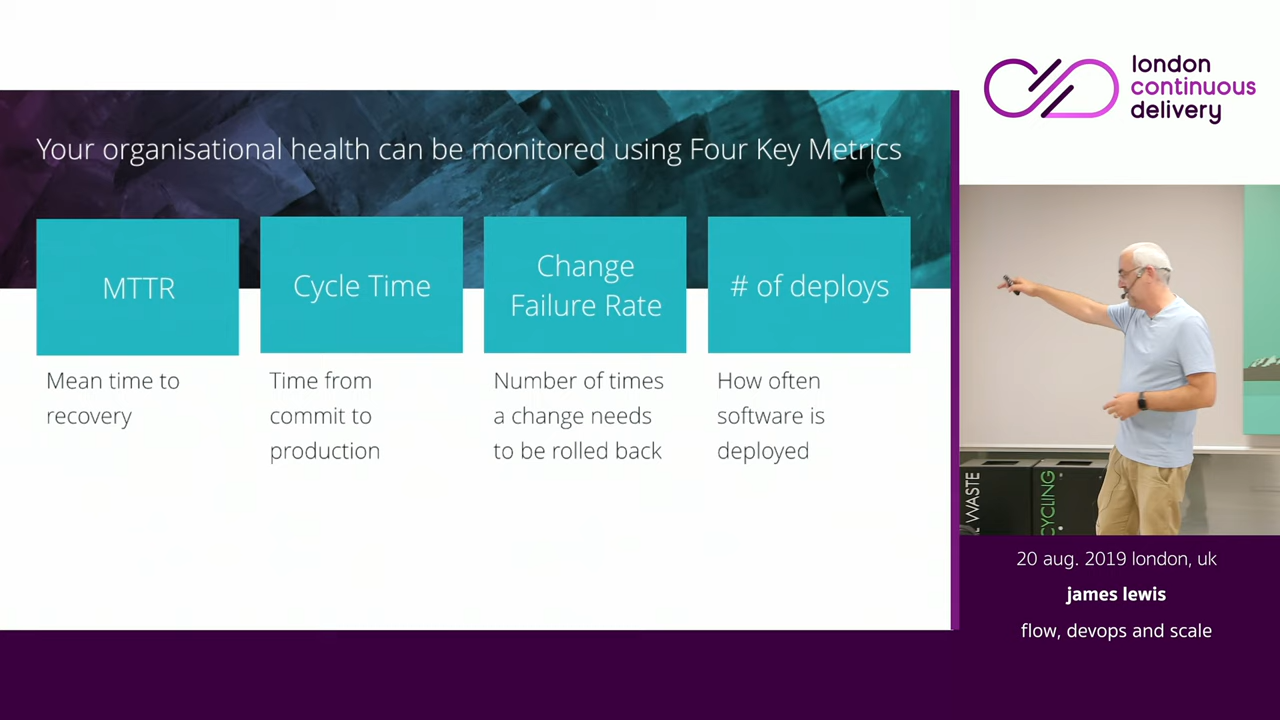 Your organisational health can be monitored using Four Key Metrics
MTTR
Mean time to
recovery
Cycle Time
Time from
commit to
production
Change
Failure Rate
Number of times
a change needs
to be rolled back
# of deploys
How often
software is
deployed
london
continuous
delivery
WASTE
CYCLING
20 aug. 2019 london, uk
james lewis
flow, devops and scale